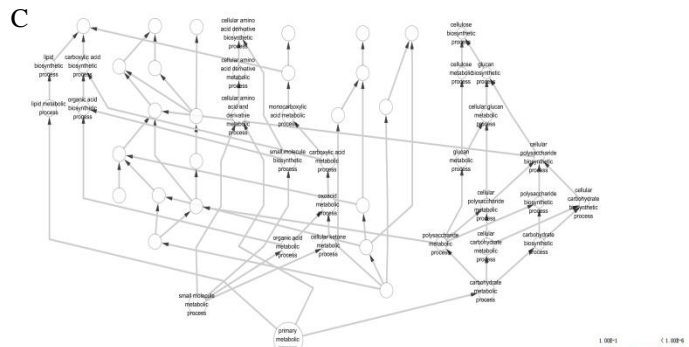 C
cellular amino
acid derivative
biosynthetic
process
cellulose
biosynthetic
process
lipid
biosynthetic
process
carboxylic acid
biosynthetic
process
cellular amino
acid derivative
metabolic
process
cellulose
metabolic
process
glycan
biosynthetic
process
lipid metabolic
process
organic acid
biosynthetic
process
cellular amino
acid and
derivative
metabolic
process
monocarboxylic
acid metabolic
process
cellular glucan
metabolic
process
small molecule
biosynthetic
process
carboxylic acid
metabolic
process
glucan
metabolic
process
cellular
polysaccharide
biosynthetic
process
oxoacid
metabolic
process
cellular
polysaccharide
metabolic
process
polysaccharide
biosynthetic
process
cellular
carbohydrate
biosynthetic
process
organic acid
metabolic
process
cellular ketone
metabolic
process
polysaccharide
metabolic
process
cellular
carbohydrate
metabolic
process
carbohydrate
biosynthetic
process
small molecule
metabolic
process
carbohydrate
metabolic
process
primary
metabolic